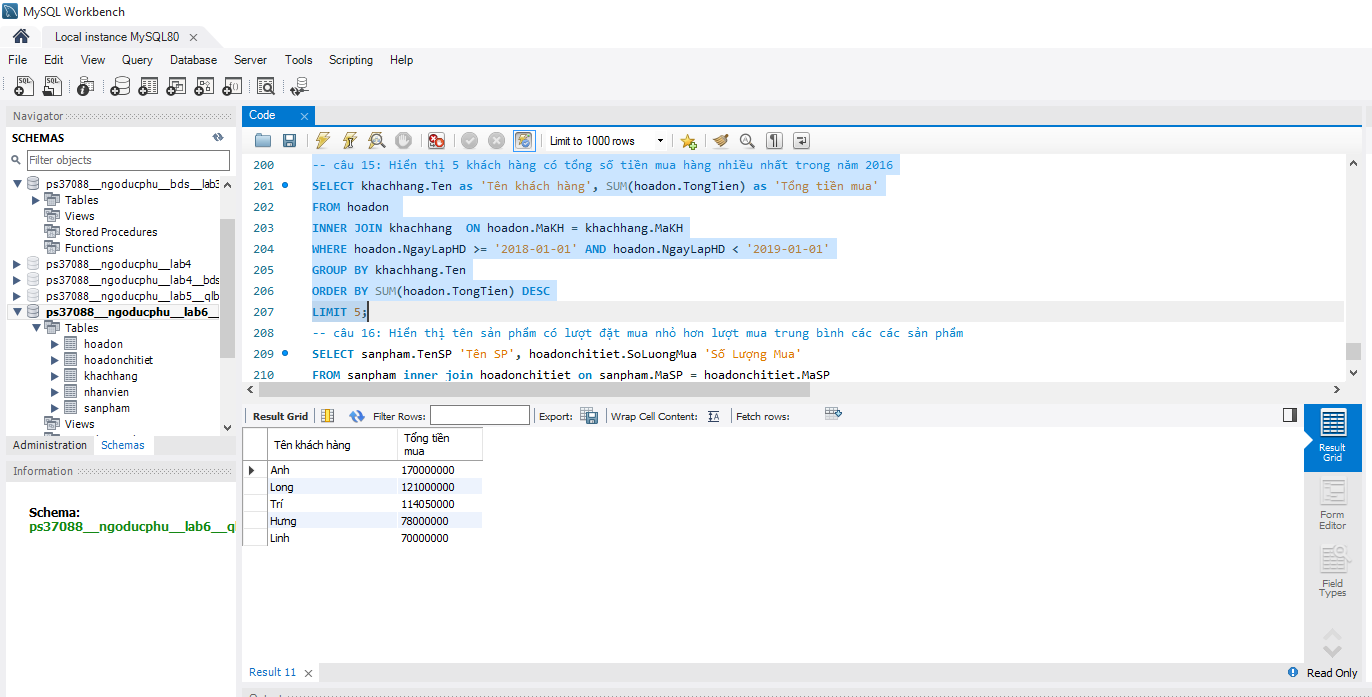 MySQL Workbench
Local instance MySQL80
File Edit View Query Database Server Tools Scripting Help
Navigator
SCHEMAS
Filter objects
ps37088__ngoducphu__bds__lab3
Tables
Views
Stored Procedures
Functions
ps37088__ngoducphu__lab4
ps37088__ngoducphu__lab4__bds
ps37088__ngoducphu__lab5__qlb
ps37088__ngoducphu__lab6__
Tables
hoadon
hoadonchitiet
khachhang
nhanvien
sanpham
Views
Administration Schemas
Information
Schema:
ps37088__ngoducphu__lab6__q
Code
Limit to 1000 rows
200 -- câu 15: Hiển thị 5 khách hàng có tổng số tiền mua hàng nhiều nhất trong năm 2016
201 SELECT khachhang.Ten as 'Tên khách hàng', SUM(hoadon.TongTien) as 'Tổng tiền mua'
202 FROM hoadon
203 INNER JOIN khachhang  ON hoadon.MaKH = khachhang.MaKH
204 WHERE hoadon.NgayLapHD >= '2018-01-01' AND hoadon.NgayLapHD < '2019-01-01'
205 GROUP BY khachhang.Ten
206 ORDER BY SUM(hoadon.TongTien) DESC
207 LIMIT 5;
208 -- câu 16: Hiển thị tên sản phẩm có lượt đặt mua nhỏ hơn lượt mua trung bình các các sản phẩm
209 SELECT sanpham.TenSP 'Tên SP', hoadonchitiet.SoLuongMua 'Số Lượng Mua'
210 FROM sanpham inner join hoadonchitiet on sanpham.MaSP = hoadonchitiet.MaSP
Result Grid Filter Rows: Export: Wrap Cell Content: Fetch rows:
Tên khách hàng Tổng tiền mua
Anh 170000000
Long 121000000
Trí 114050000
Hưng 78000000
Linh 70000000
Result Grid
Form Editor
Field Types
Result 11
Read Only